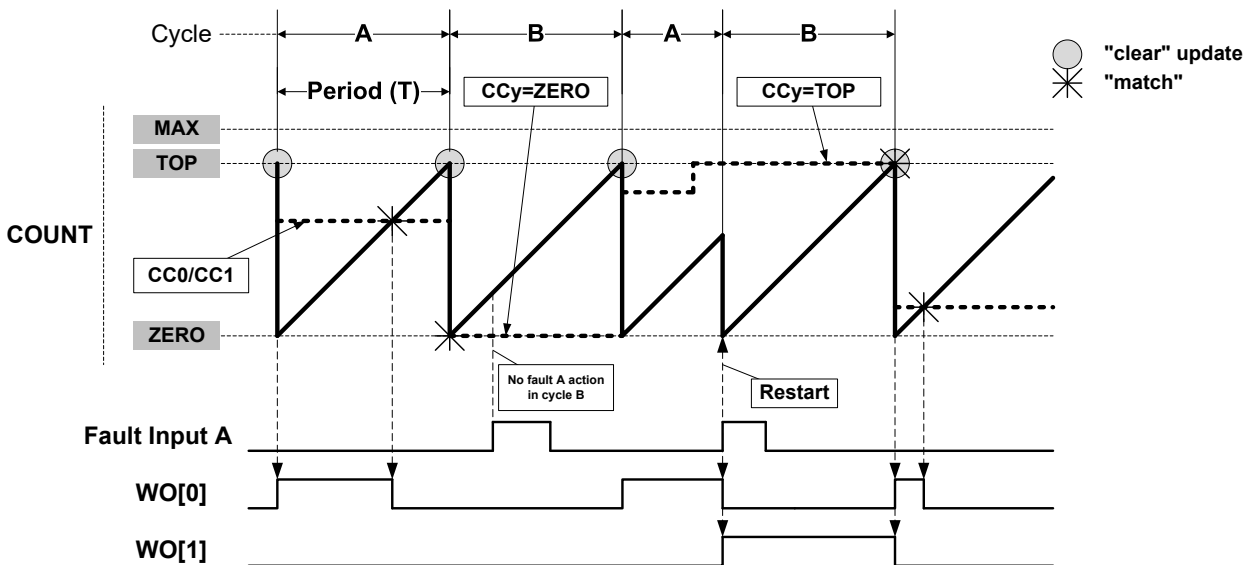 Cycle
A
B
A
B
"clear" update
"match"
Period (T)
CCy=ZERO
CCy=TOP
MAX
TOP
COUNT
CC0/CC1
ZERO
No fault A action
in cycle B
Restart
Fault Input A
WO[0]
WO[1]